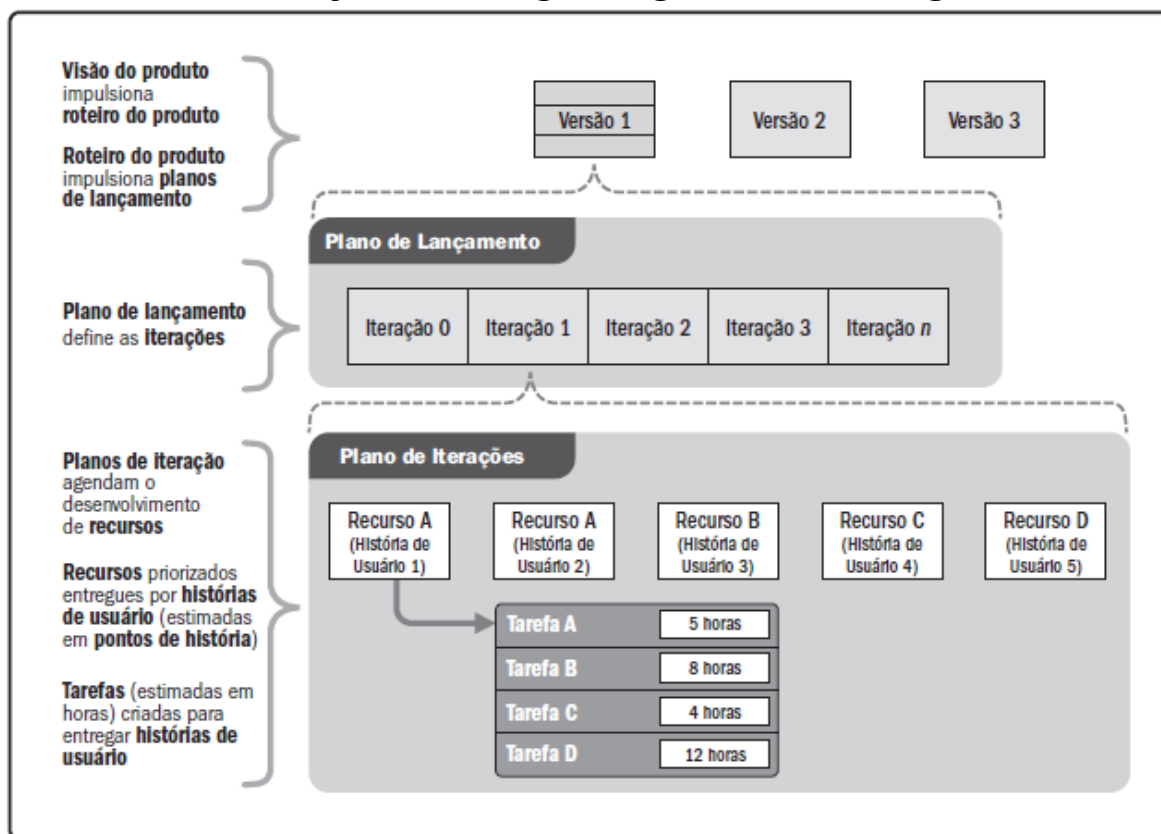 Visão do produto
impulsiona
roteiro do produto
Roteiro do produto
impulsiona planos
de lançamento
Versão 1
Versão 2
Versão 3
Plano de Lançamento
Plano de lançamento
define as iterações
Iteração 0
Iteração 1
Iteração 2
Iteração 3
Iteração n
Plano de Iterações
Planos de iteração
agendam o
desenvolvimento
de recursos
Recursos priorizados
entregues por histórias
de usuário (estimadas
em pontos de história)
Tarefas (estimadas em
horas) criadas para
entregar histórias de
usuário
Recurso A
(História de
Usuário 1)
Recurso A
(História de
Usuário 2)
Recurso B
(História de
Usuário 3)
Recurso C
(História de
Usuário 4)
Recurso D
(História de
Usuário 5)
Tarefa A
5 horas
Tarefa B
8 horas
Tarefa C
4 horas
Tarefa D
12 horas